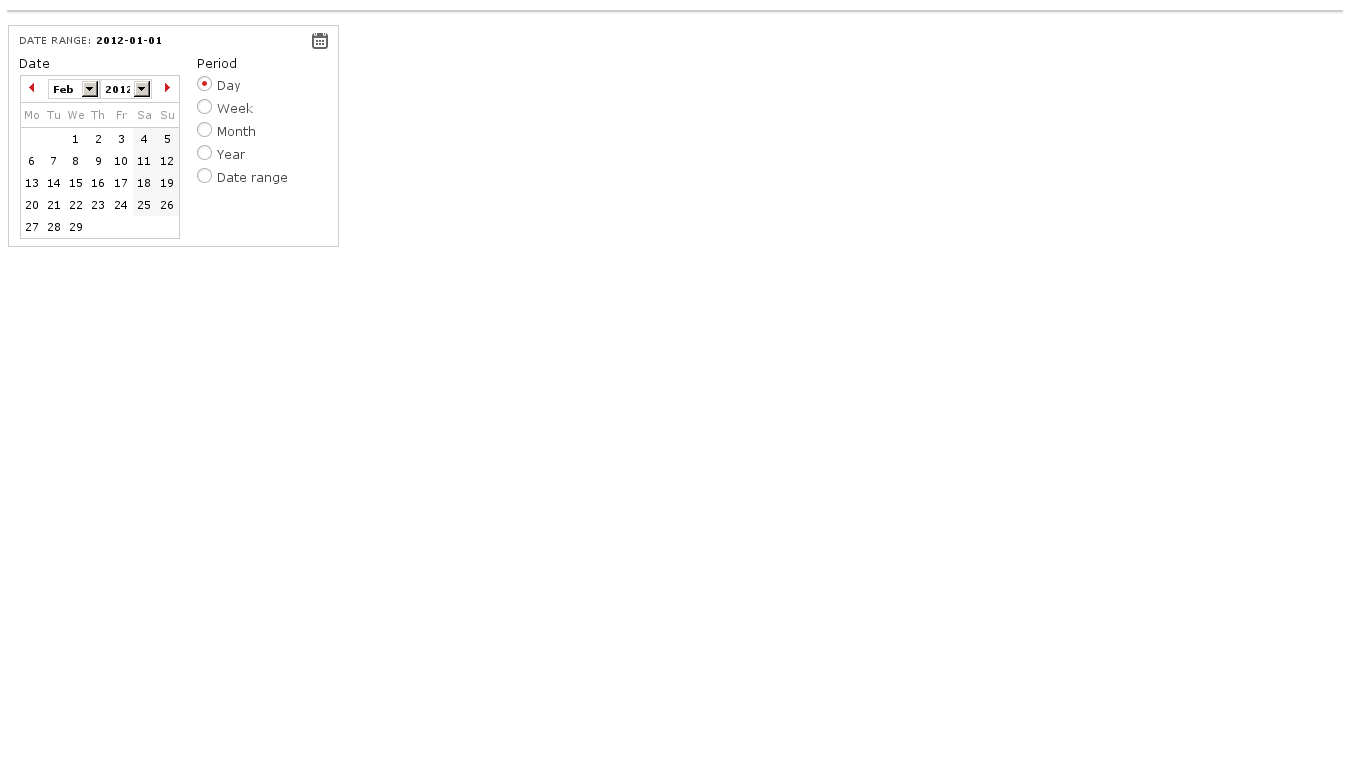 DATE RANGE: 2012-01-01
Date
Feb 2012
Mo Tu We Th Fr Sa Su
1 2 3 4 5
6 7 8 9 10 11 12
13 14 15 16 17 18 19
20 21 22 23 24 25 26
27 28 29
Period
Day
Week
Month
Year
Date range